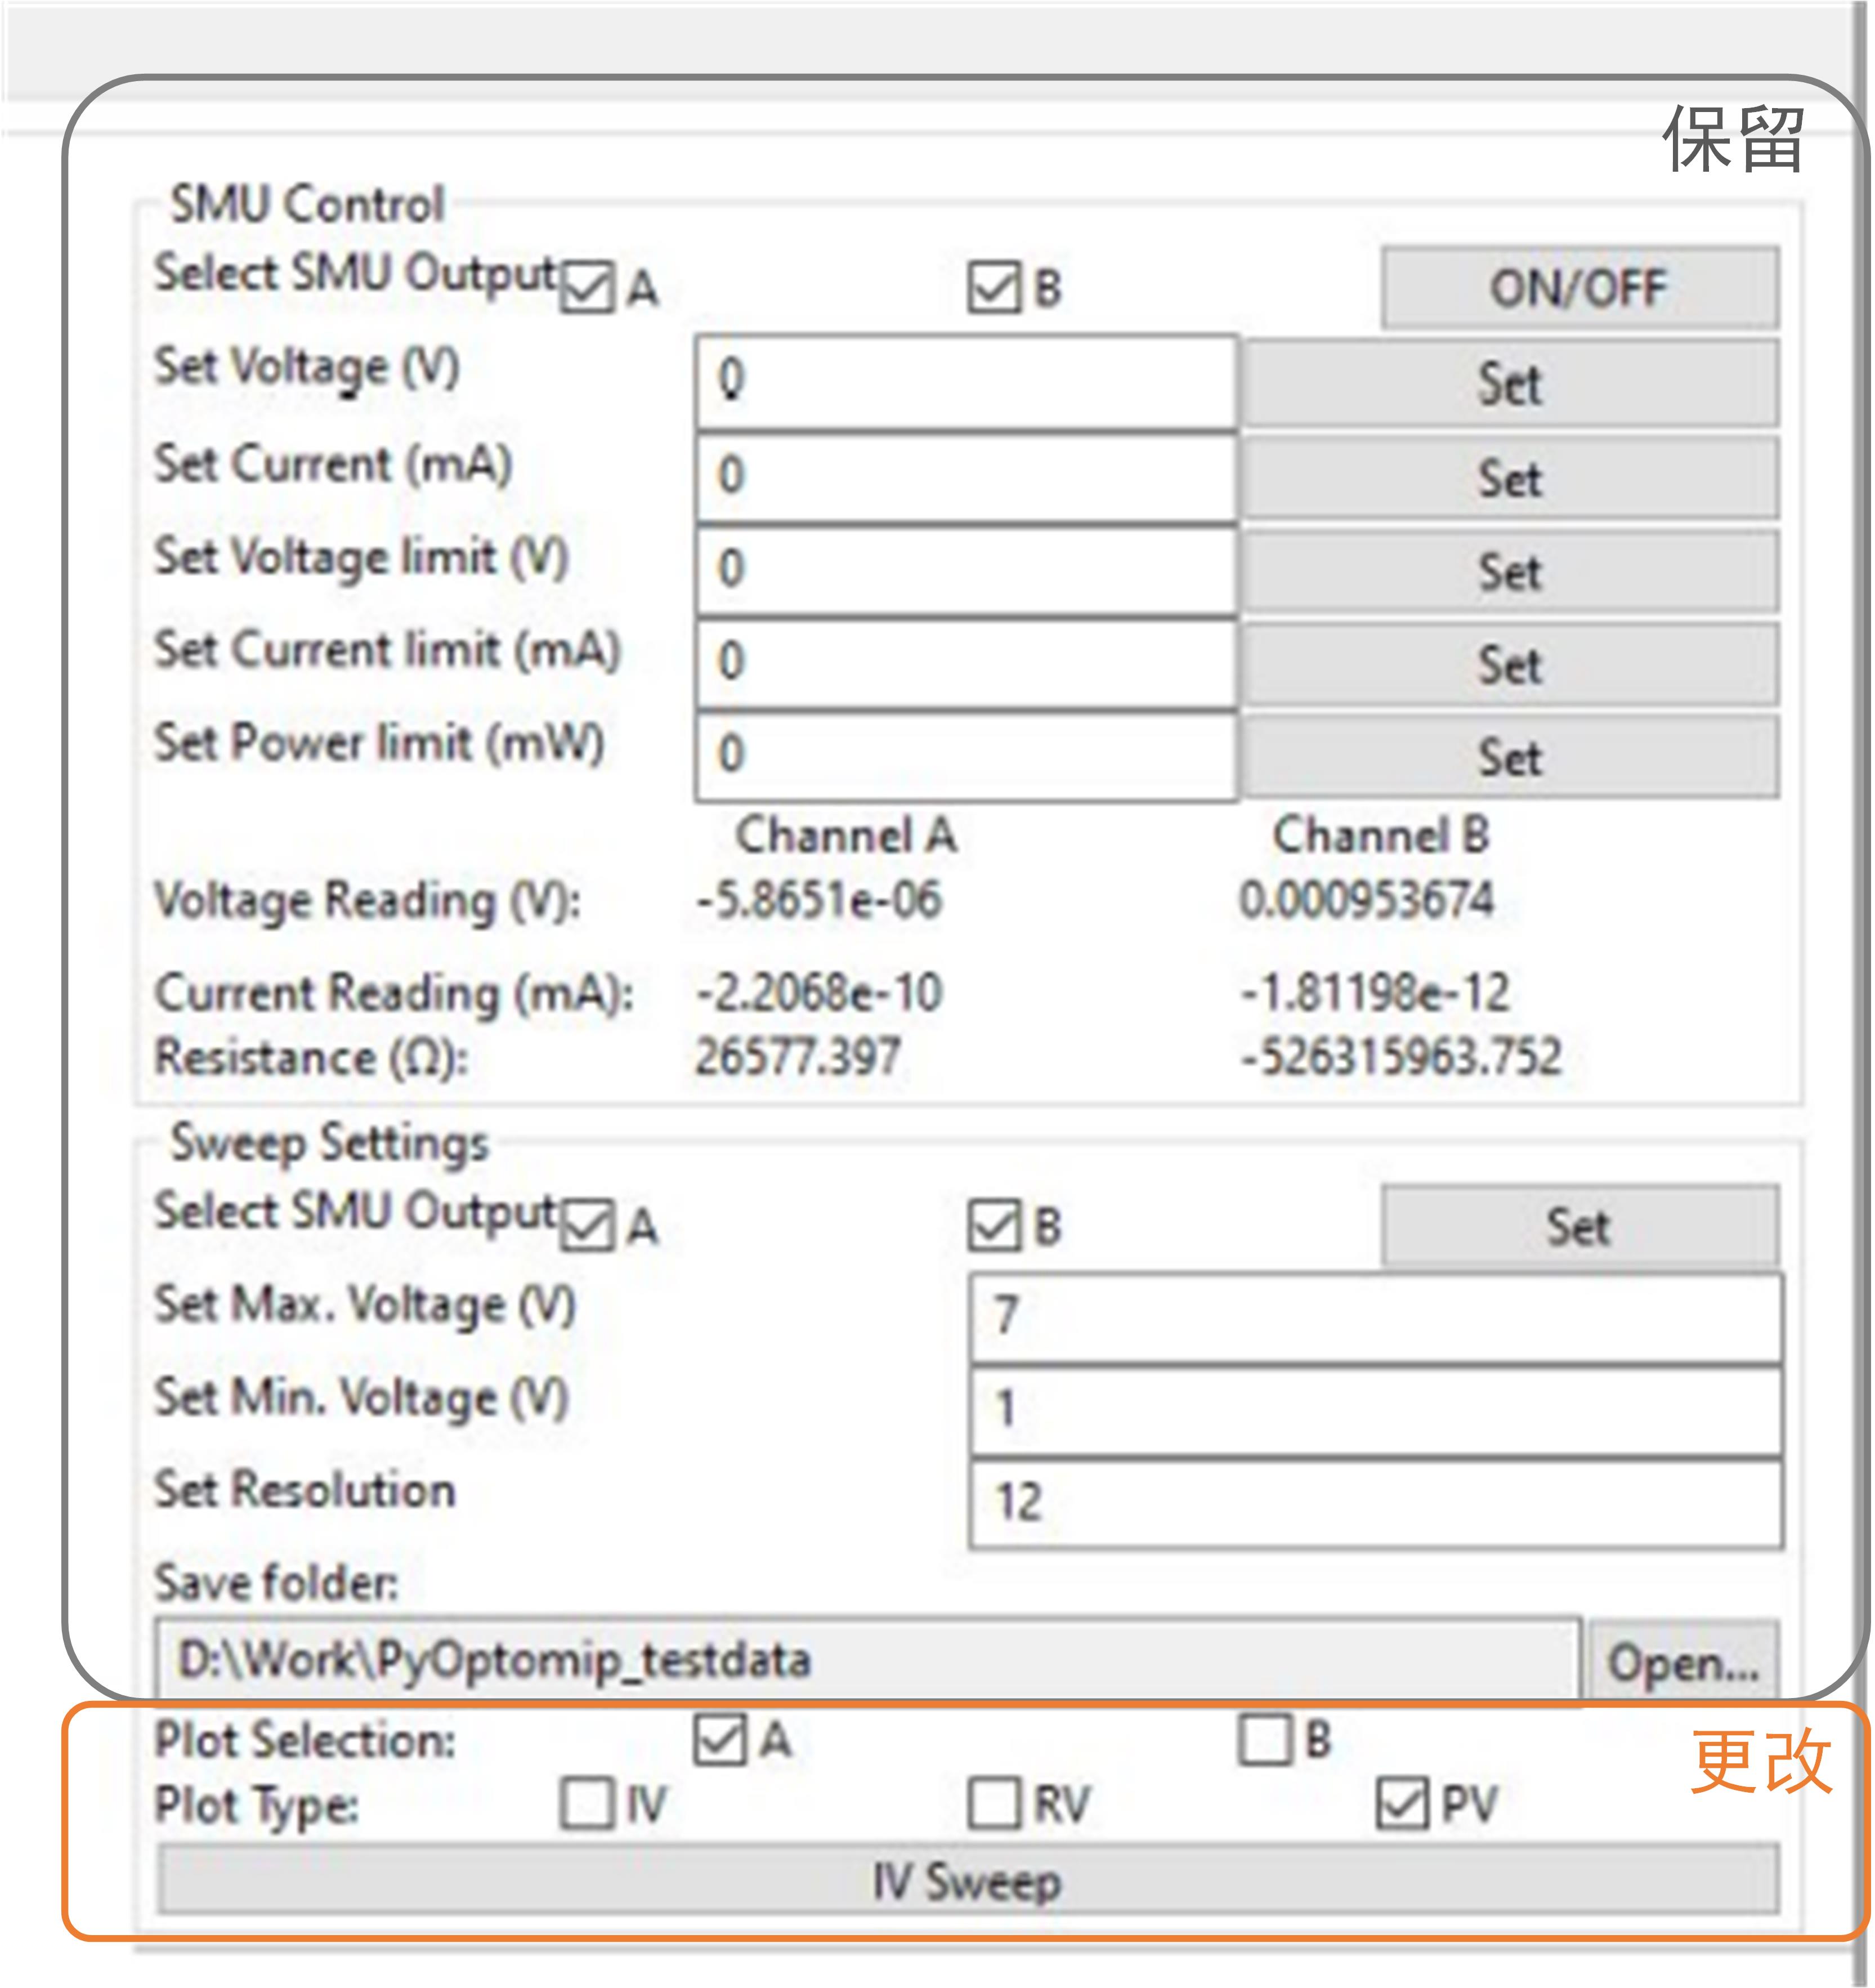 保留
SMU Control
Select SMU Output A B ON/OFF
Set Voltage (V) 0 Set
Set Current (mA) 0 Set
Set Voltage limit (V) 0 Set
Set Current limit (mA) 0 Set
Set Power limit (mW) 0 Set
Channel A Channel B
Voltage Reading (V): -5.8651e-06 0.000953674
Current Reading (mA): -2.2068e-10 -1.81198e-12
Resistance (Ω): 26577.397 -526315963.752
Sweep Settings
Select SMU Output A B Set
Set Max. Voltage (V) 7
Set Min. Voltage (V) 1
Set Resolution 12
Save folder:
D:\Work\PyOptomip_testdata Open...
Plot Selection: A B 更改
Plot Type: IV RV PV
IV Sweep